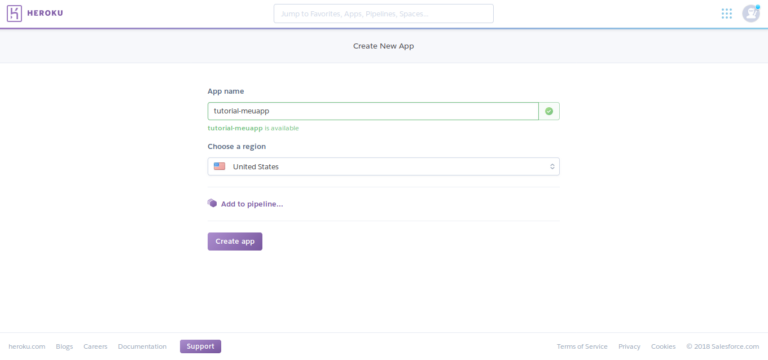 HEROKU
Jump to Favorites, Apps, Pipelines, Spaces...
Create New App
App name
tutorial-meuapp
tutorial-meuapp is available
Choose a region
United States
Add to pipeline...
Create app
heroku.com Blogs Careers Documentation Support Terms of Service Privacy Cookies © 2018 Salesforce.com